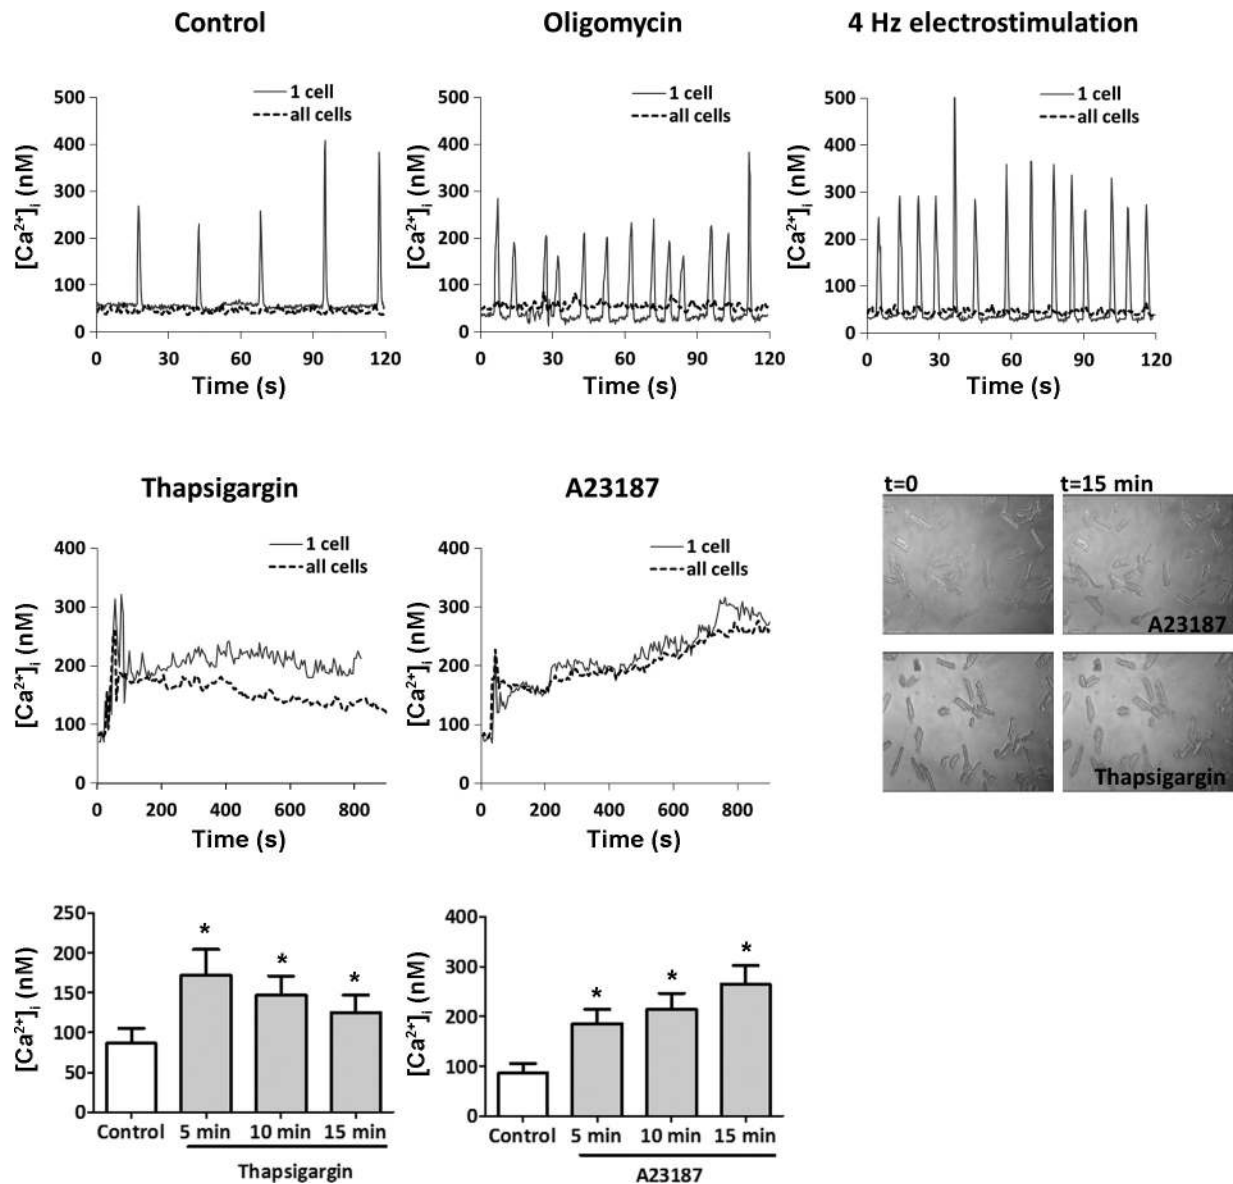 Control
Oligomycin
4 Hz electrostimulation
[Ca²⁺]ᵢ (nM)
500
400
300
200
100
0
1 cell
all cells
0 30 60 90 120
Time (s)
[Ca²⁺]ᵢ (nM)
500
400
300
200
100
0
1 cell
all cells
0 30 60 90 120
Time (s)
[Ca²⁺]ᵢ (nM)
500
400
300
200
100
0
1 cell
all cells
0 30 60 90 120
Time (s)
Thapsigargin
A23187
[Ca²⁺]ᵢ (nM)
400
300
200
100
0
1 cell
all cells
0 200 400 600 800
Time (s)
[Ca²⁺]ᵢ (nM)
400
300
200
100
0
1 cell
all cells
0 200 400 600 800
Time (s)
t=0 t=15 min
A23187
Thapsigargin
[Ca²⁺]ᵢ (nM)
250
200
150
100
50
0
* * *
Control 5 min 10 min 15 min
Thapsigargin
[Ca²⁺]ᵢ (nM)
400
300
200
100
0
* * *
Control 5 min 10 min 15 min
A23187